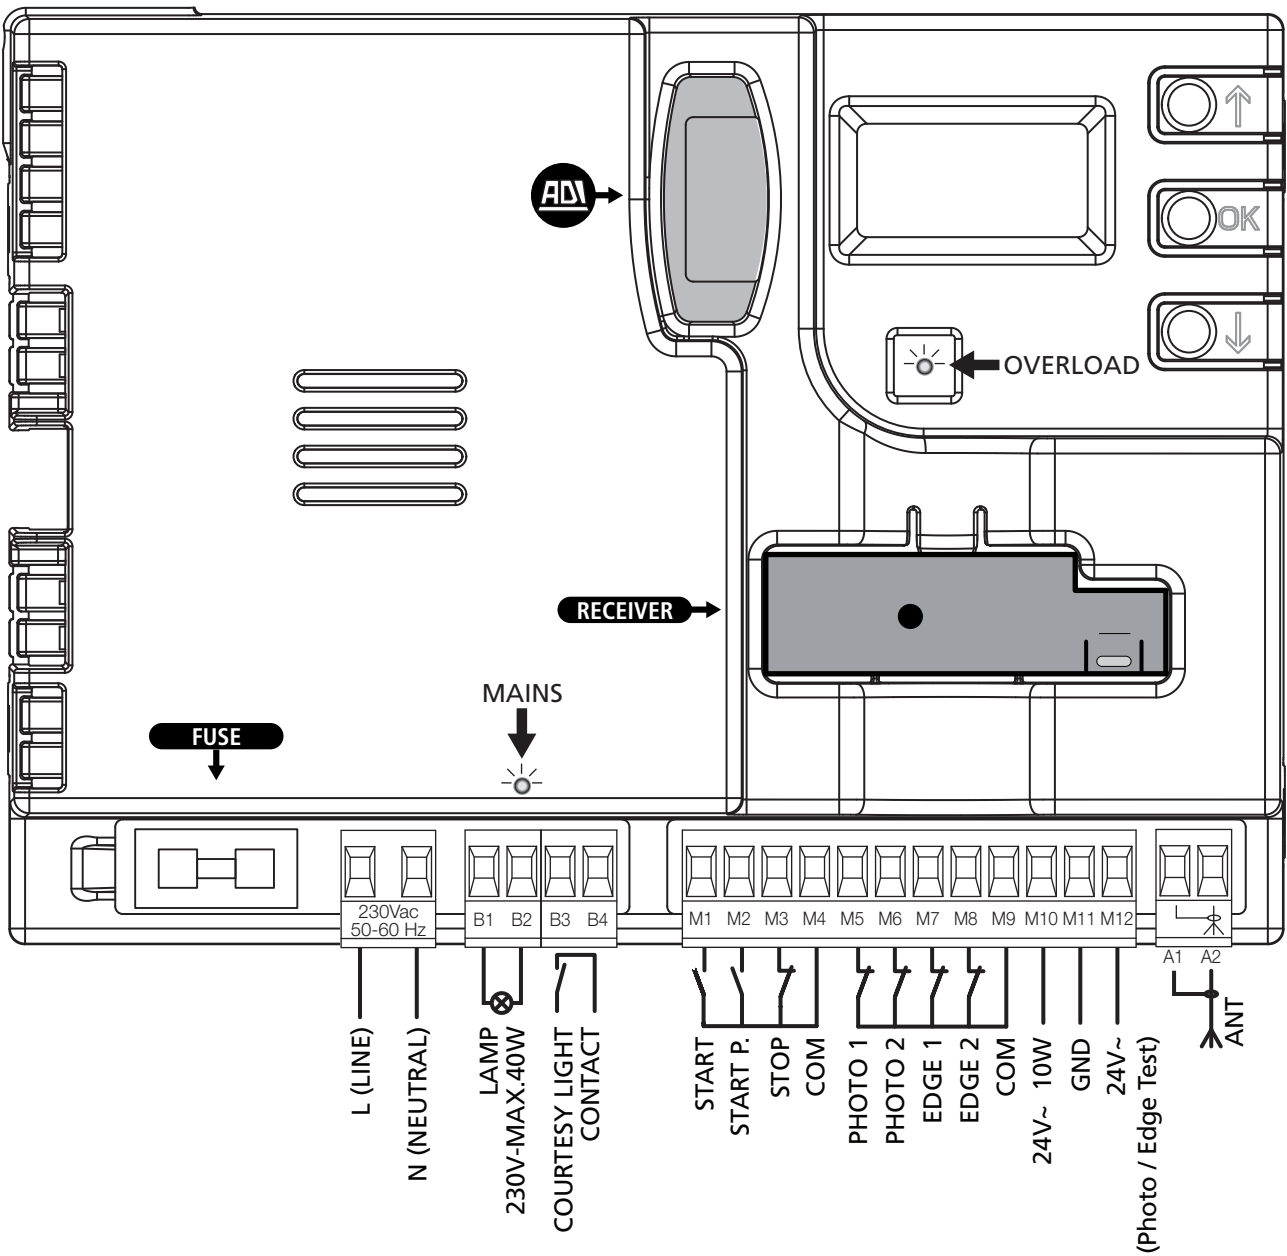 ADI
OK
OVERLOAD
RECEIVER
MAINS
FUSE
230Vac
50-60 Hz
B1 B2 B3 B4
M1 M2 M3 M4 M5 M6 M7 M8 M9 M10 M11 M12
A1 A2
L (LINE)
N (NEUTRAL)
LAMP
230V-MAX.40W
COURTESY LIGHT
CONTACT
START
START P.
STOP
COM
PHOTO 1
PHOTO 2
EDGE 1
EDGE 2
COM
24V~ 10W
GND
24V~
(Photo / Edge Test)
ANT